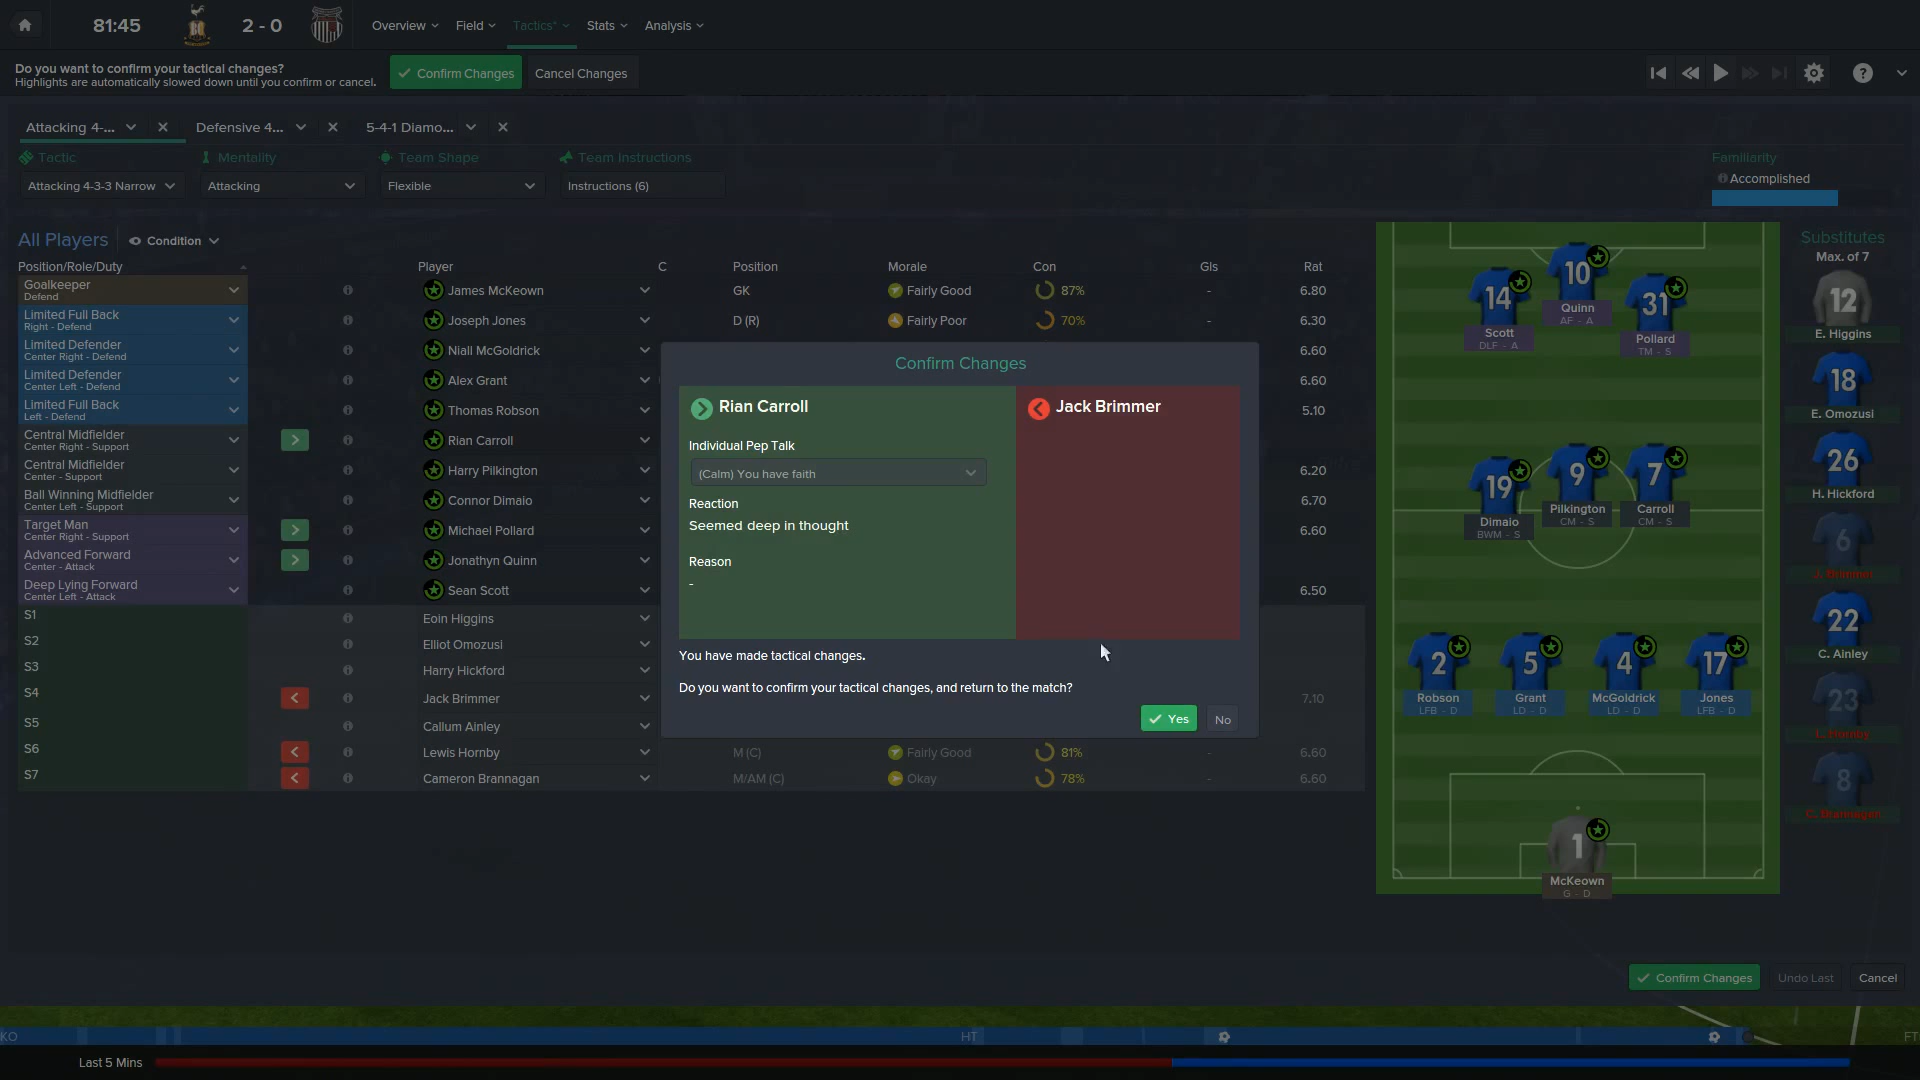 81:45
2 - 0
Overview
Field
Tactics*
Stats
Analysis
Do you want to confirm your tactical changes?
Highlights are automatically slowed down until you confirm or cancel.
Confirm Changes
Cancel Changes
Attacking 4-...
Defensive 4...
5-4-1 Diamo...
Tactic
Mentality
Team Shape
Team Instructions
Familiarity
Attacking 4-3-3 Narrow
Attacking
Flexible
Instructions (6)
Accomplished
All Players
Condition
Position/Role/Duty
Player
C
Position
Morale
Con
Gls
Rat
Goalkeeper
Defend
James McKeown
GK
Fairly Good
87%
-
6.80
Limited Full Back
Right - Defend
Joseph Jones
D (R)
Fairly Poor
70%
-
6.30
Limited Defender
Center Right - Defend
Niall McGoldrick
6.60
Limited Defender
Center Left - Defend
Alex Grant
6.60
Limited Full Back
Left - Defend
Thomas Robson
5.10
Central Midfielder
Center Right - Support
Rian Carroll
Central Midfielder
Center - Support
Harry Pilkington
6.20
Ball Winning Midfielder
Center Left - Support
Connor Dimaio
6.70
Target Man
Center Right - Support
Michael Pollard
6.60
Advanced Forward
Center - Attack
Jonathyn Quinn
Deep Lying Forward
Center Left - Attack
Sean Scott
6.50
S1
Eoin Higgins
S2
Elliot Omozusi
S3
Harry Hickford
S4
Jack Brimmer
7.10
S5
Callum Ainley
S6
Lewis Hornby
M (C)
Fairly Good
81%
-
6.60
S7
Cameron Brannagan
M/AM (C)
Okay
78%
-
6.60
Confirm Changes
Rian Carroll
Jack Brimmer
Individual Pep Talk
(Calm) You have faith
Reaction
Seemed deep in thought
Reason
-
You have made tactical changes.
Do you want to confirm your tactical changes, and return to the match?
Yes
No
10
Quinn
AF - A
14
Scott
DLF - A
31
Pollard
TM - S
19
Dimaio
BWM - S
9
Pilkington
CM - S
7
Carroll
CM - S
2
Robson
LFB - D
5
Grant
LD - D
4
McGoldrick
LD - D
17
Jones
LFB - D
1
McKeown
G - D
Substitutes
Max. of 7
12
E. Higgins
18
E. Omozusi
26
H. Hickford
6
J. Brimmer
22
C. Ainley
23
L. Hornby
8
C. Brannagan
Confirm Changes
Undo Last
Cancel
KO
HT
FT
Last 5 Mins